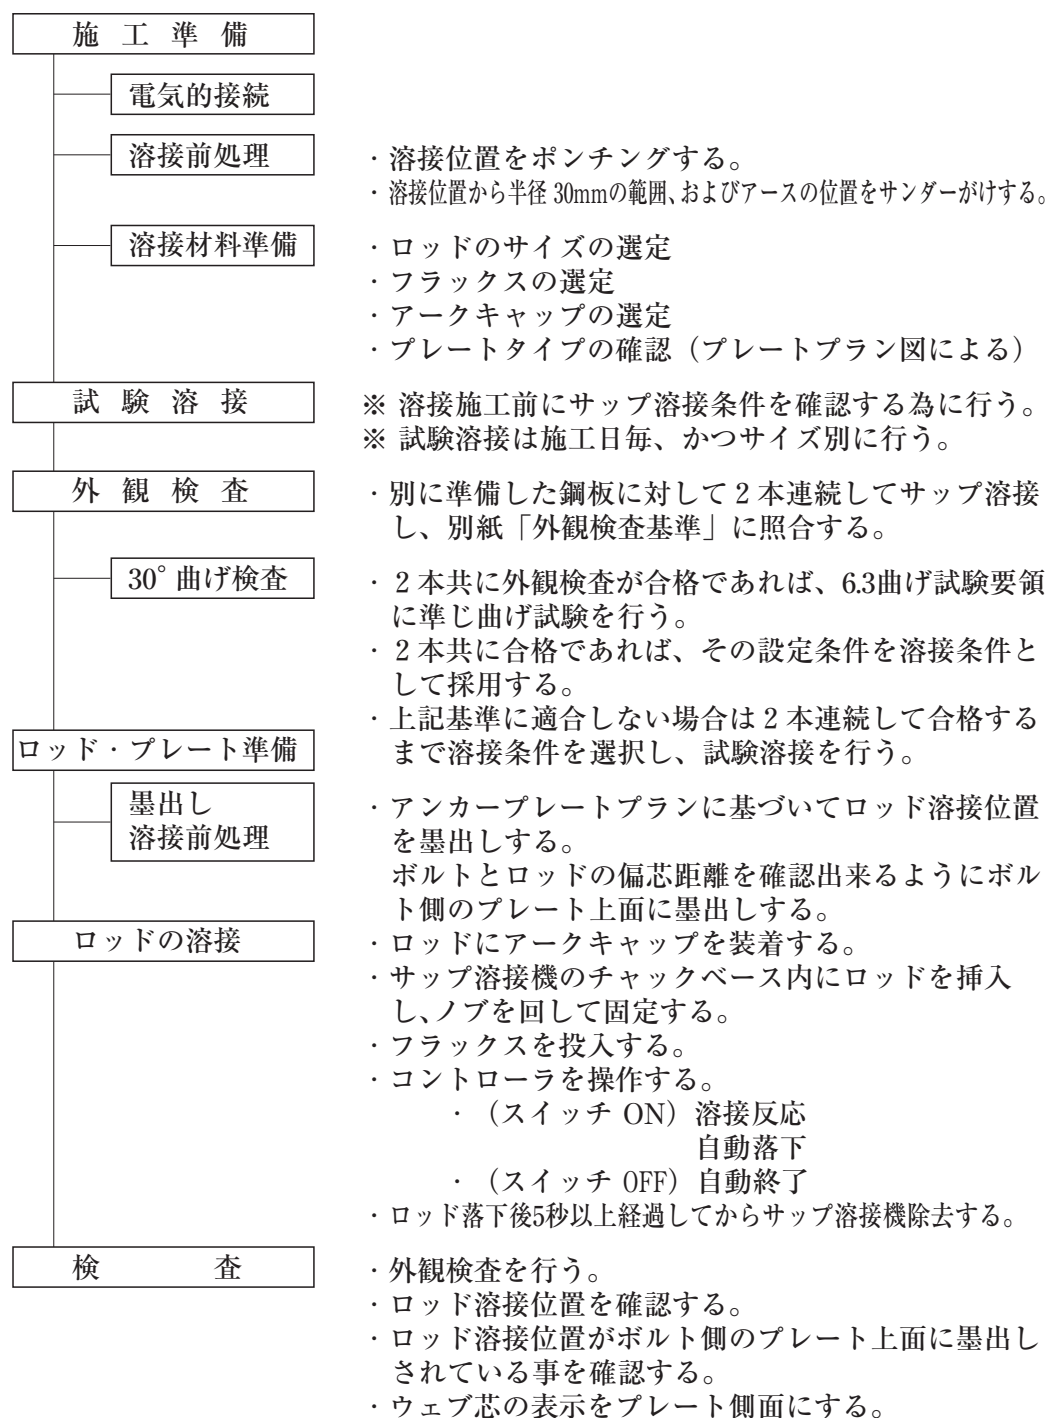 施工準備
電気的接続
溶接前処理
・溶接位置をポンチングする。
・溶接位置から半径 30mmの範囲、およびアースの位置をサンダーがけする。
溶接材料準備
・ロッドのサイズの選定
・フラックスの選定
・アークキャップの選定
・プレートタイプの確認（プレートプラン図による）
試験溶接
※ 溶接施工前にサップ溶接条件を確認する為に行う。
※ 試験溶接は施工日毎、かつサイズ別に行う。
外観検査
・別に準備した鋼板に対して２本連続してサップ溶接
し、別紙「外観検査基準」に照合する。
30°曲げ検査
・２本共に外観検査が合格であれば、6.3曲げ試験要領
に準じ曲げ試験を行う。
・２本共に合格であれば、その設定条件を溶接条件と
して採用する。
・上記基準に適合しない場合は２本連続して合格する
まで溶接条件を選択し、試験溶接を行う。
ロッド・プレート準備
墨出し
溶接前処理
・アンカープレートプランに基づいてロッド溶接位置
を墨出しする。
ボルトとロッドの偏芯距離を確認出来るようにボル
ト側のプレート上面に墨出しする。
ロッドの溶接
・ロッドにアークキャップを装着する。
・サップ溶接機のチャックベース内にロッドを挿入
し、ノブを回して固定する。
・フラックスを投入する。
・コントローラを操作する。
・（スイッチ ON）溶接反応
自動落下
・（スイッチ OFF）自動終了
・ロッド落下後5秒以上経過してからサップ溶接機除去する。
検査
・外観検査を行う。
・ロッド溶接位置を確認する。
・ロッド溶接位置がボルト側のプレート上面に墨出し
されている事を確認する。
・ウェブ芯の表示をプレート側面にする。